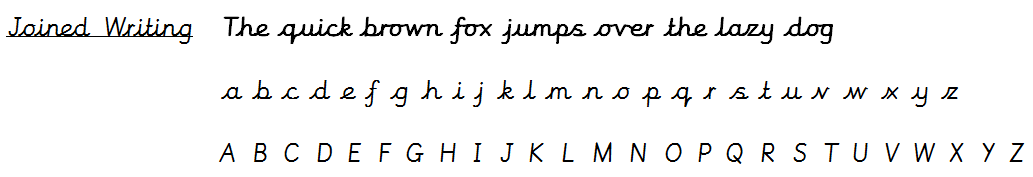 Joined Writing The quick brown fox jumps over the lazy dog
a b c d e f g h i j k l m n o p q r s t u v w x y z
A B C D E F G H I J K L M N O P Q R S T U V W X Y Z